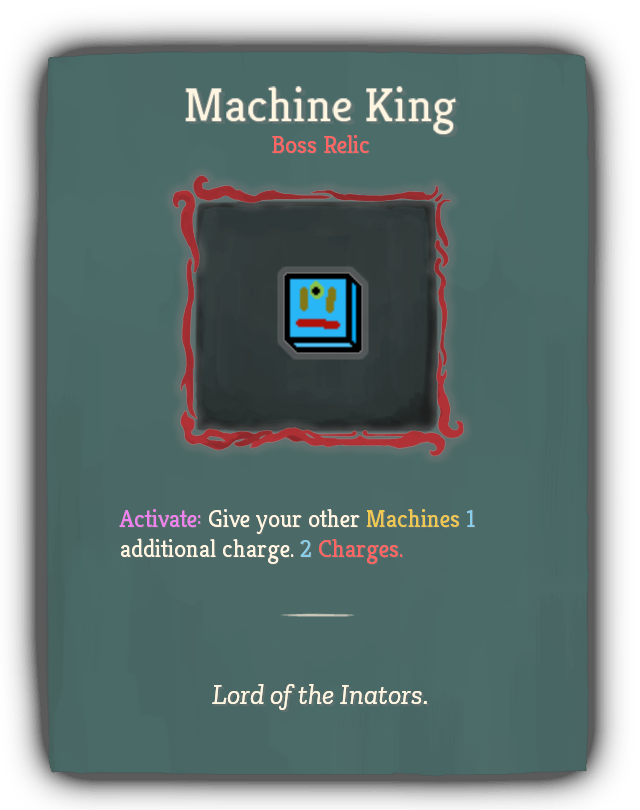 Machine King
Boss Relic
Activate: Give your other Machines 1
additional charge. 2 Charges.
Lord of the Inators.